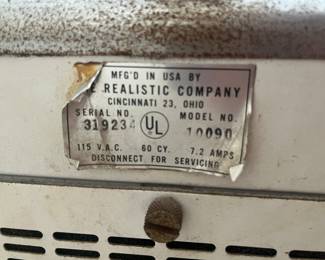 MFG'D IN USA BY
E REALISTIC COMPANY
CINCINNATI 23, OHIO
SERIAL NO. MODEL NO.
319234 UL 10090
115 V.A.C. 60 CY. 7.2 AMPS
DISCONNECT FOR SERVICING